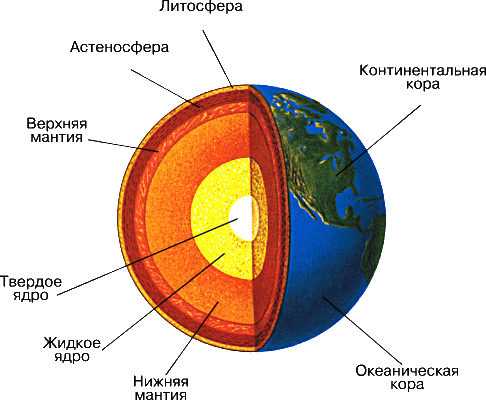 Литосфера
Астеносфера
Континентальная
кора
Верхняя
мантия
Твердое
ядро
Жидкое
ядро
Нижняя
мантия
Океаническая
кора